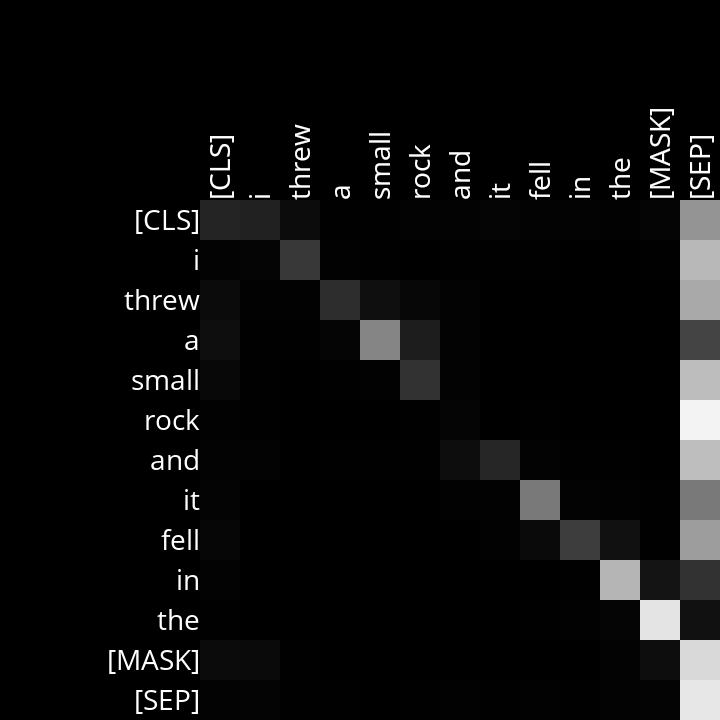 [CLS] i threw a small rock and it fell in the [MASK] [SEP]
[CLS]
i
threw
a
small
rock
and
it
fell
in
the
[MASK]
[SEP]